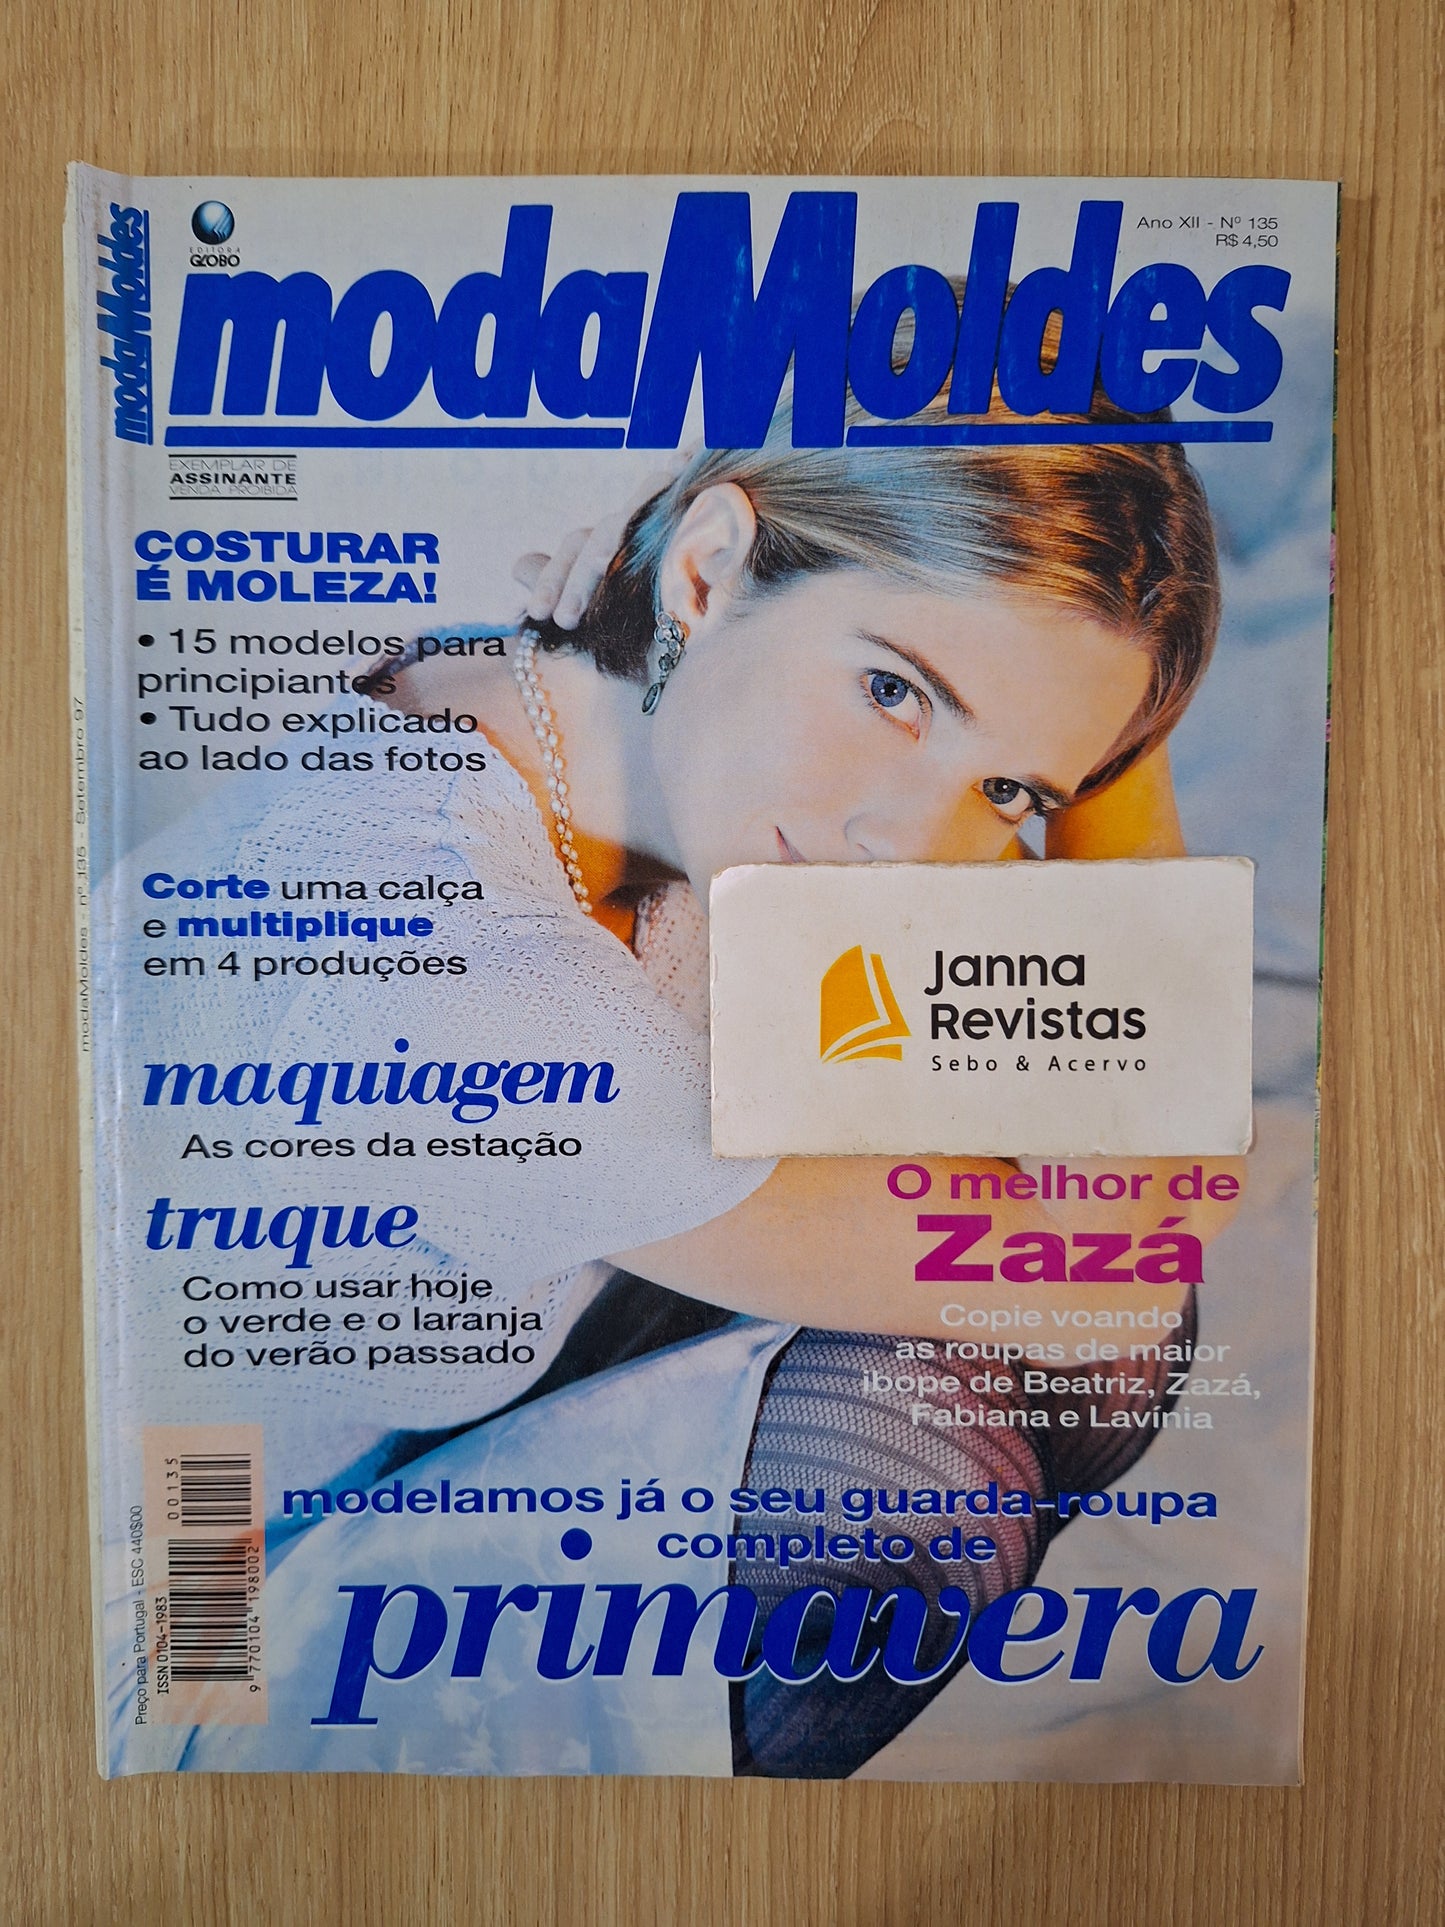 EDITORA
GLOBO
modaMoldes
Ano XII - Nº 135
R$ 4,50
modaMoldes
EXEMPLAR DE
ASSINANTE
VENDA PROIBIDA
COSTURAR
É MOLEZA!
• 15 modelos para
principiantes
• Tudo explicado
ao lado das fotos
modaMoldes - nº 135 - Setembro 97
Corte uma calça
e multiplique
em 4 produções
Janna
Revistas
Sebo & Acervo
maquiagem
As cores da estação
truque
Como usar hoje
o verde e o laranja
do verão passado
O melhor de
Zazá
Copie voando
as roupas de maior
ibope de Beatriz, Zazá,
Fabiana e Lavínia
modelamos já o seu guarda-roupa
completo de
primavera
Preço para Portugal - ESC 440$00
ISSN 0104-1983
00135
9 770104 198002